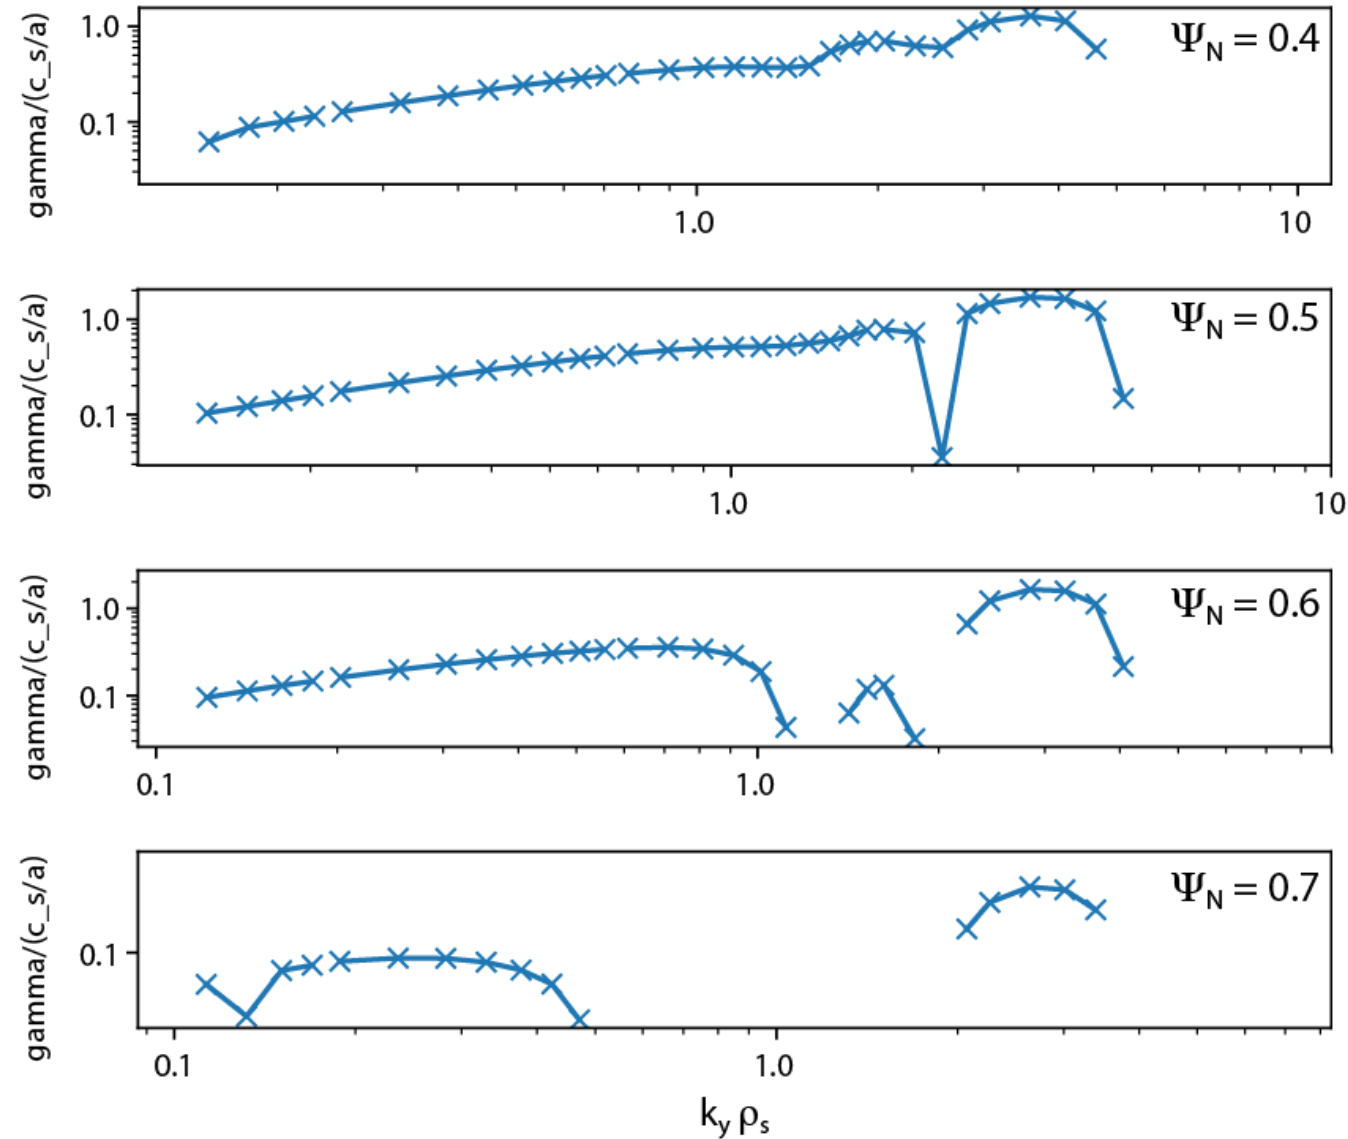 gamma/(c_s/a)
1.0
0.1
Ψ_N = 0.4
1.0
10
gamma/(c_s/a)
1.0
0.1
Ψ_N = 0.5
1.0
10
gamma/(c_s/a)
1.0
0.1
Ψ_N = 0.6
0.1
1.0
gamma/(c_s/a)
0.1
Ψ_N = 0.7
0.1
1.0
k_y ρ_s